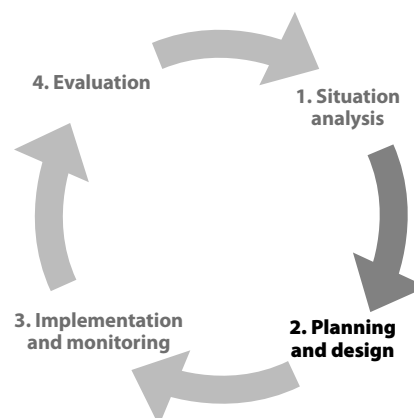 4. Evaluation
1. Situation
analysis
3. Implementation
and monitoring
2. Planning
and design